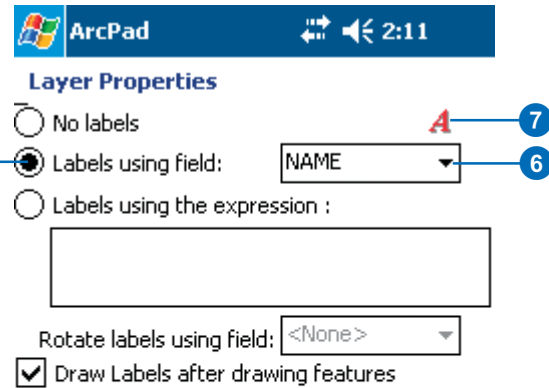 ArcPad 2:11
Layer Properties
No labels A 7
Labels using field: NAME 6
Labels using the expression :
Rotate labels using field: <None>
Draw Labels after drawing features